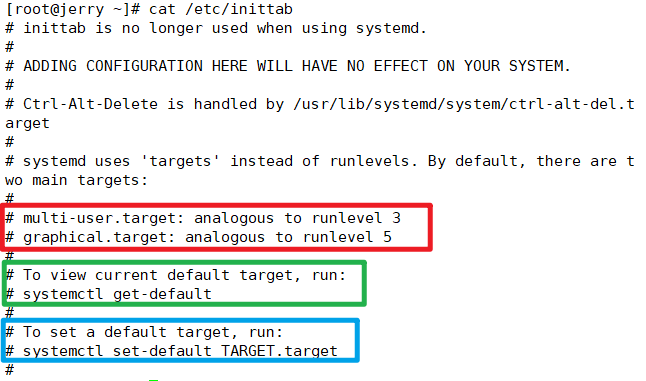 [root@jerry ~]# cat /etc/inittab
# inittab is no longer used when using systemd.
#
# ADDING CONFIGURATION HERE WILL HAVE NO EFFECT ON YOUR SYSTEM.
#
# Ctrl-Alt-Delete is handled by /usr/lib/systemd/system/ctrl-alt-del.t
arget
#
# systemd uses 'targets' instead of runlevels. By default, there are t
wo main targets:
#
# multi-user.target: analogous to runlevel 3
# graphical.target: analogous to runlevel 5
#
# To view current default target, run:
# systemctl get-default
#
# To set a default target, run:
# systemctl set-default TARGET.target
#